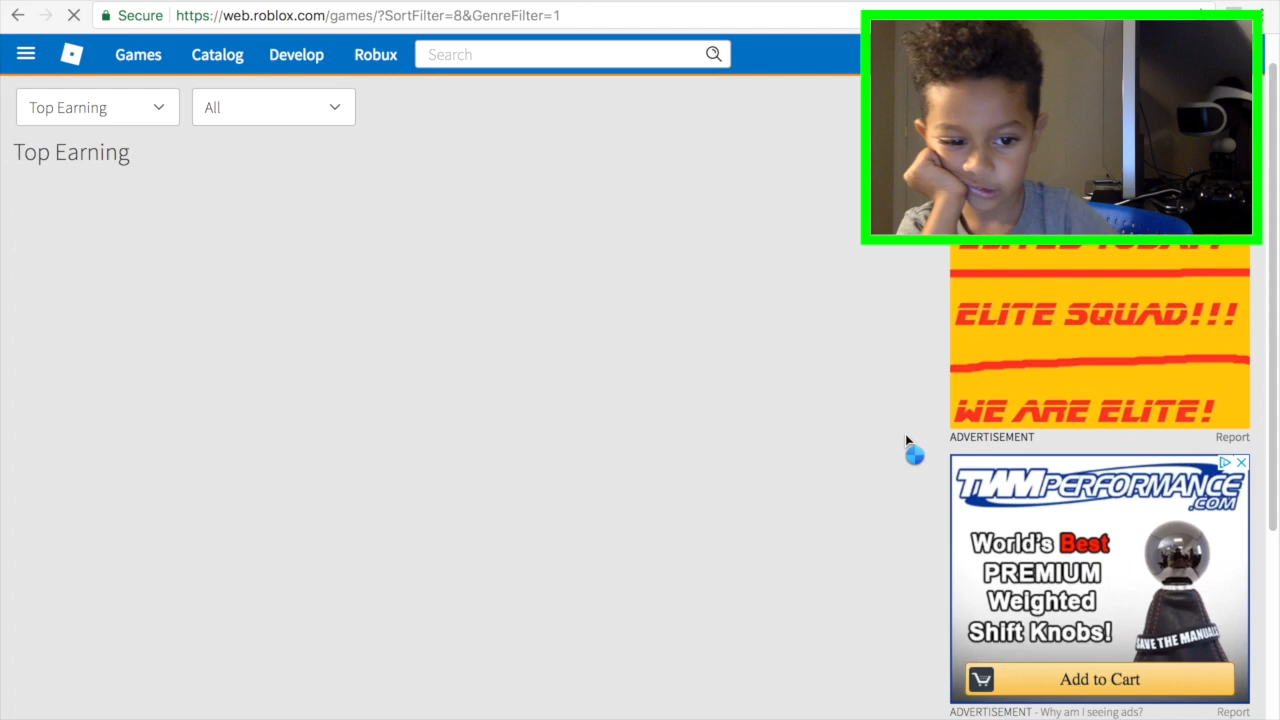 Secure https://web.roblox.com/games/?SortFilter=8&GenreFilter=1
Games Catalog Develop Robux Search
Top Earning All
Top Earning
ELITE SQUAD!!!
WE ARE ELITE!
ADVERTISEMENT Report
TWMPERFORMANCE
.COM
World's Best
PREMIUM
Weighted
Shift Knobs!
SAVE THE MANUALS
Add to Cart
ADVERTISEMENT - Why am I seeing ads? Report